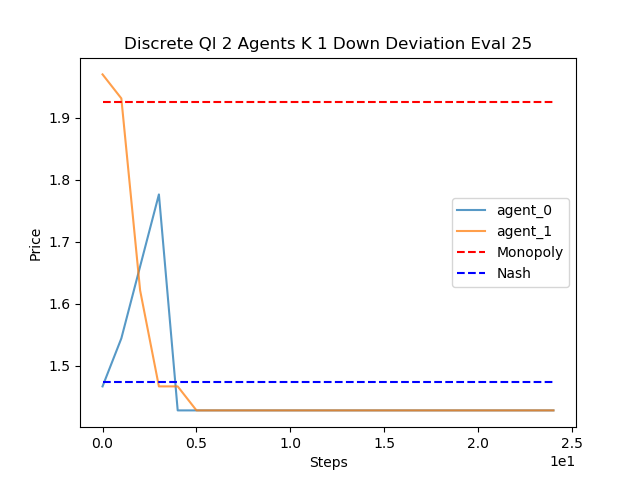 Discrete Ql 2 Agents K 1 Down Deviation Eval 25
Price
1.9
1.8
1.7
1.6
1.5
agent_0
agent_1
Monopoly
Nash
0.0 0.5 1.0 1.5 2.0 2.5
Steps
1e1